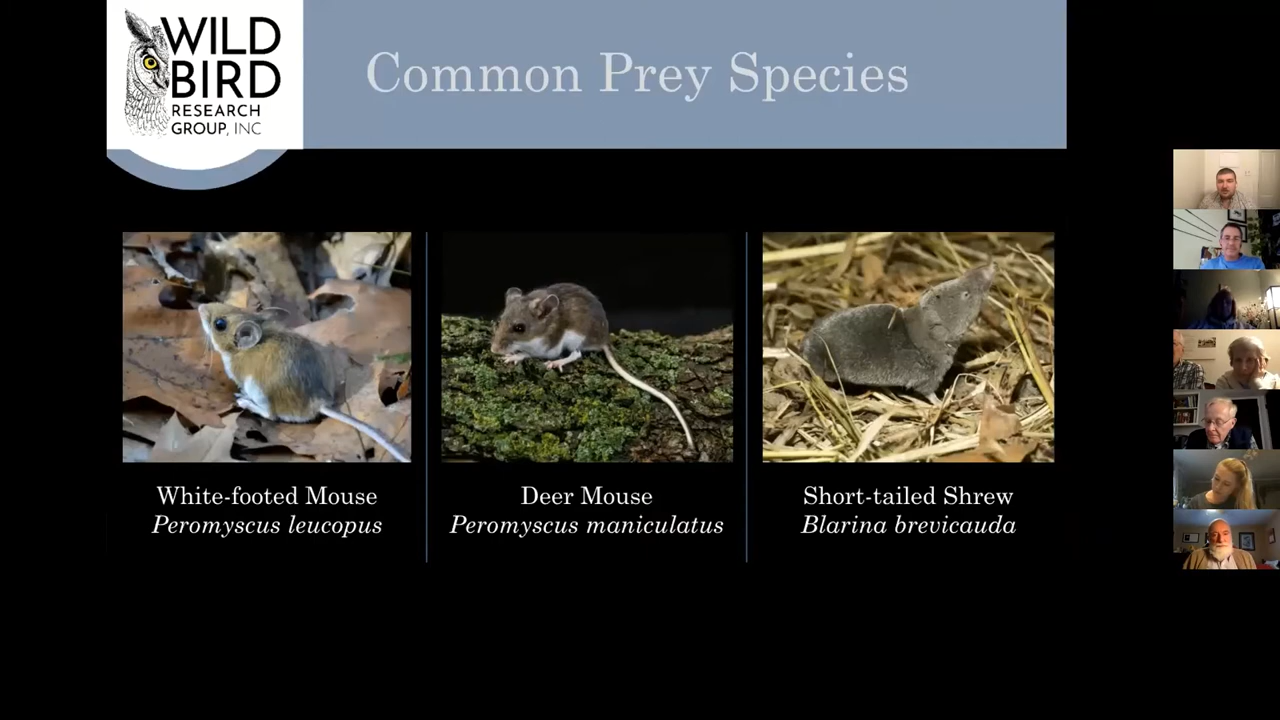 WILD
BIRD
RESEARCH
GROUP, INC
Common Prey Species
White-footed Mouse
Peromyscus leucopus
Deer Mouse
Peromyscus maniculatus
Short-tailed Shrew
Blarina brevicauda